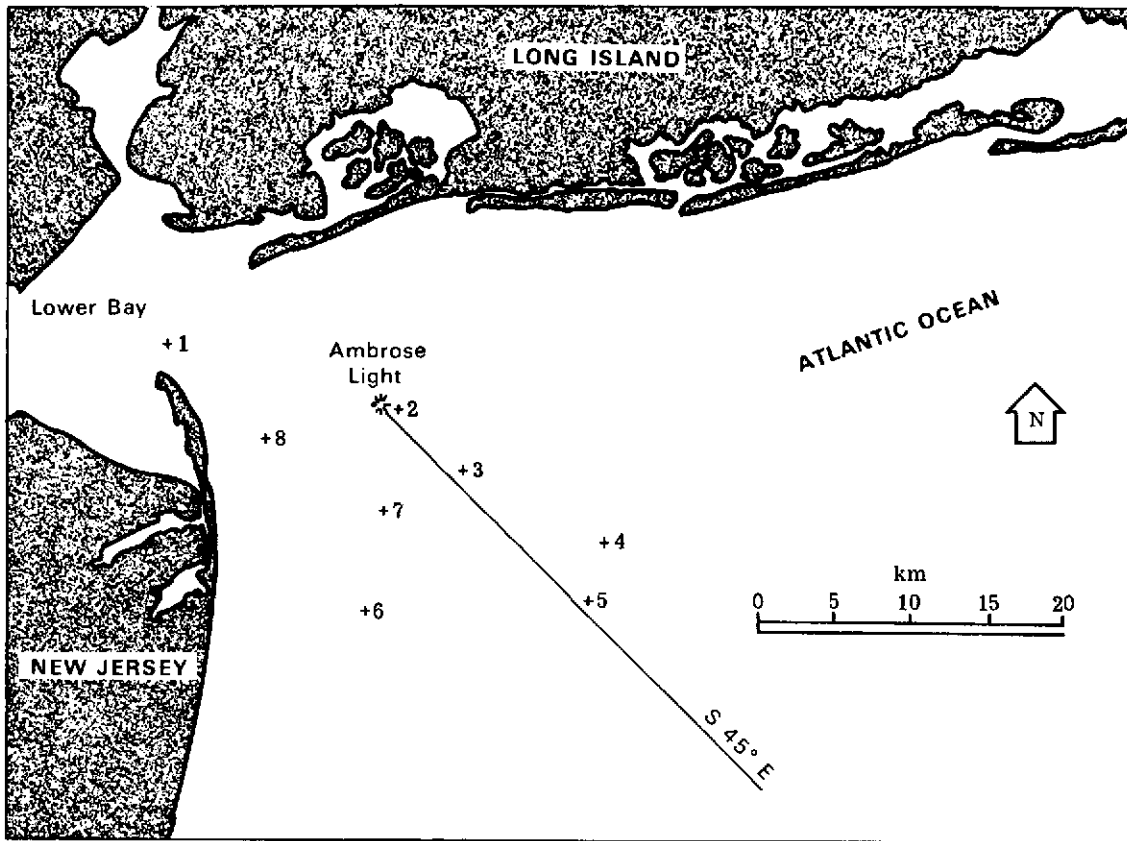 LONG ISLAND
Lower Bay
ATLANTIC OCEAN
+1
Ambrose
Light
N
+2
+8
+3
+7
+4
km
+5
0 5 10 15 20
+6
NEW JERSEY
S 45° E